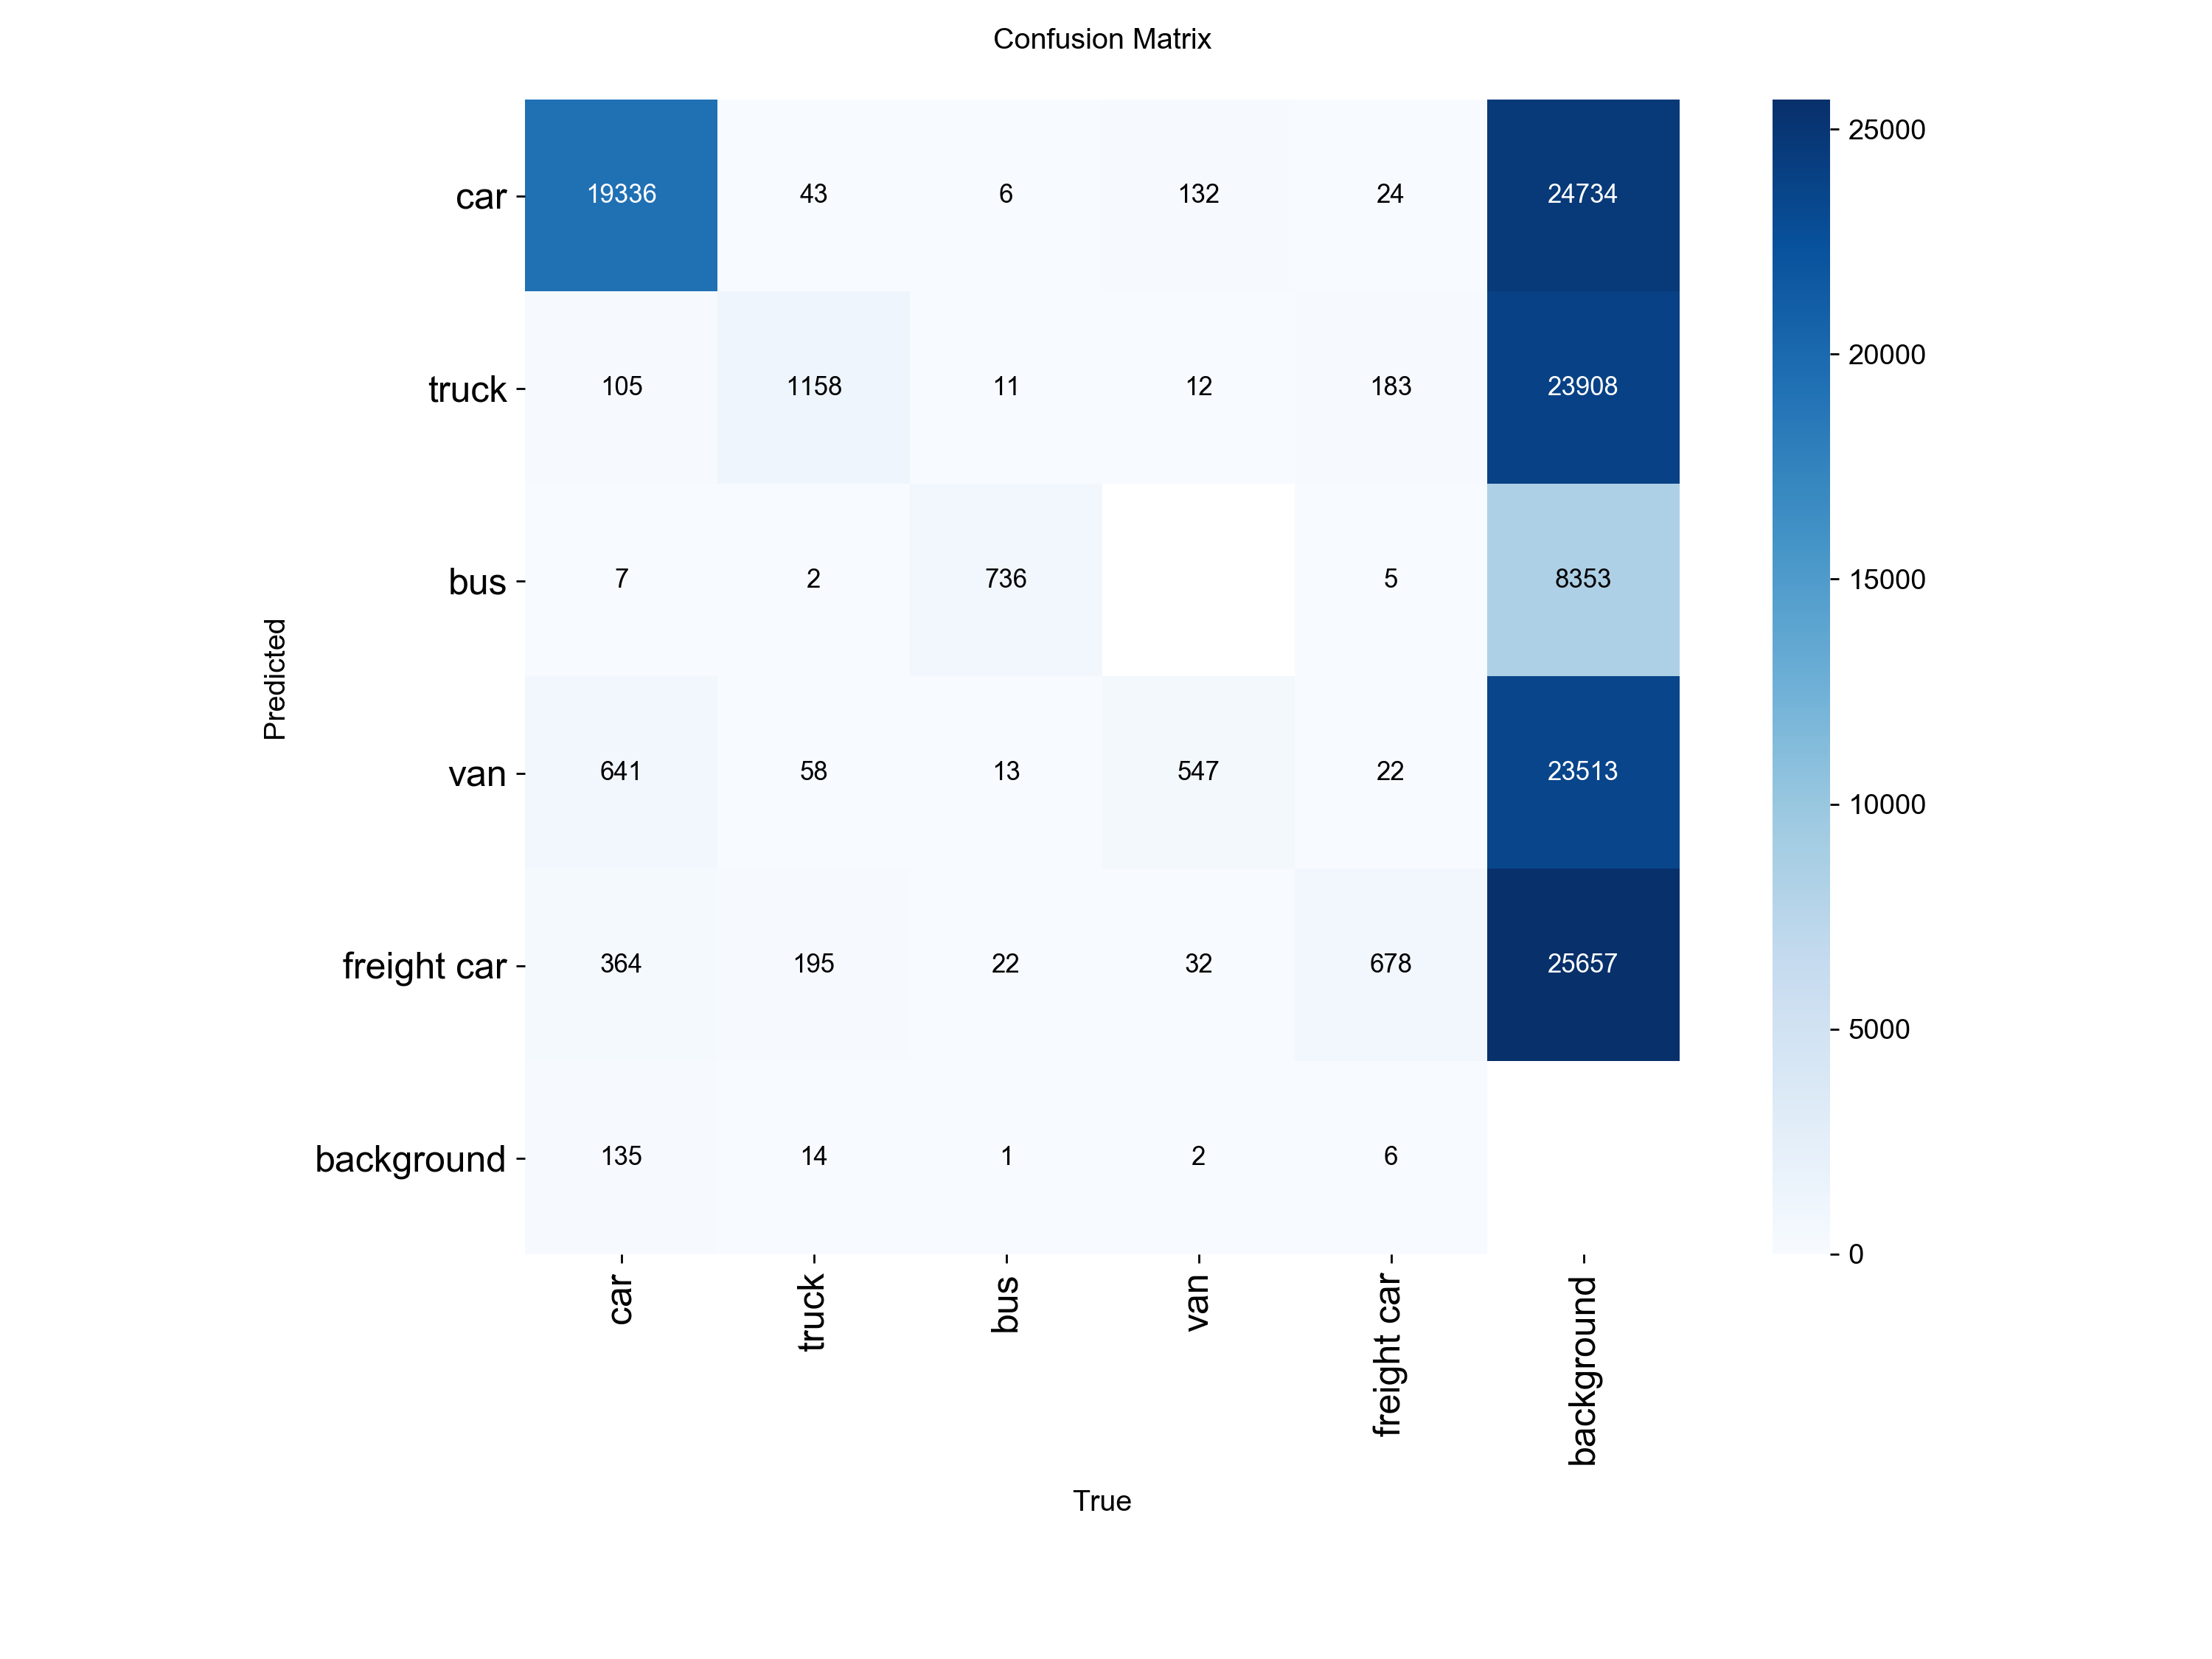 Confusion Matrix
car 19336 43 6 132 24 24734
truck 105 1158 11 12 183 23908
bus 7 2 736 5 8353
van 641 58 13 547 22 23513
freight car 364 195 22 32 678 25657
background 135 14 1 2 6
car truck bus van freight car background
True
Predicted
25000
20000
15000
10000
5000
0